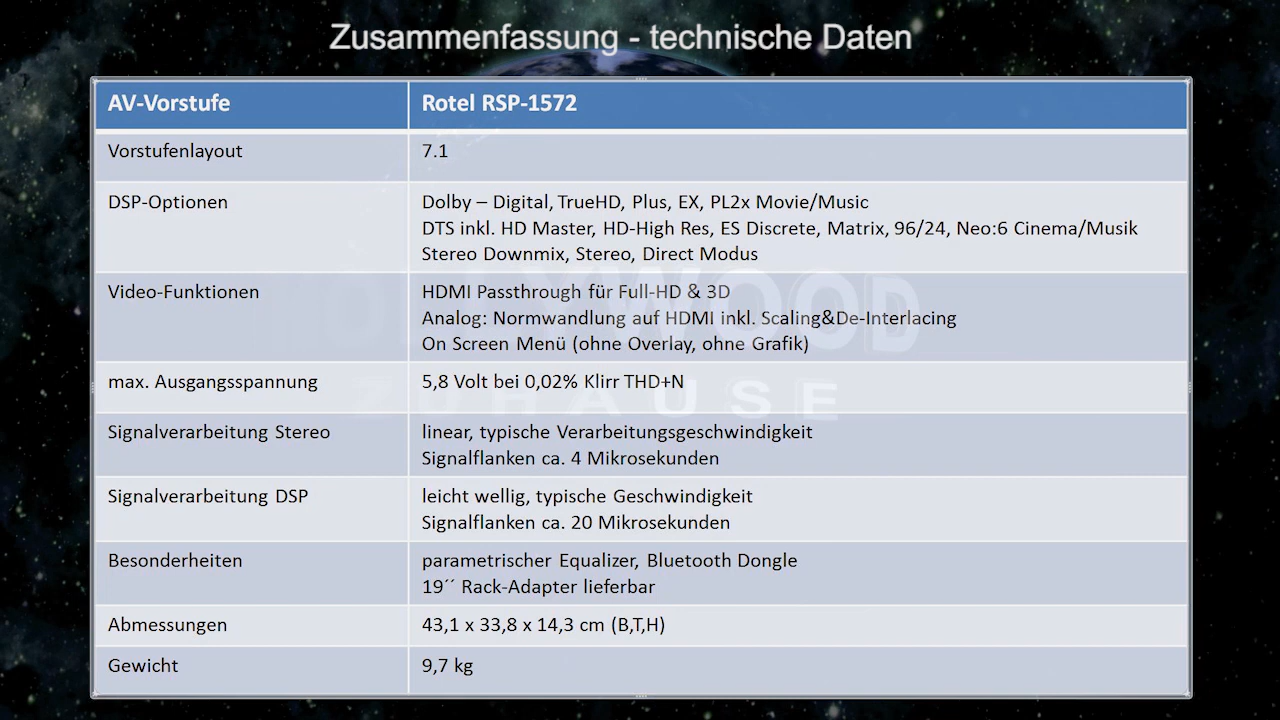 Zusammenfassung - technische Daten
AV-Vorstufe
Rotel RSP-1572
Vorstufenlayout
7.1
DSP-Optionen
Dolby – Digital, TrueHD, Plus, EX, PL2x Movie/Music
DTS inkl. HD Master, HD-High Res, ES Discrete, Matrix, 96/24, Neo:6 Cinema/Musik
Stereo Downmix, Stereo, Direct Modus
Video-Funktionen
HDMI Passthrough für Full-HD & 3D
Analog: Normwandlung auf HDMI inkl. Scaling&De-Interlacing
On Screen Menü (ohne Overlay, ohne Grafik)
max. Ausgangsspannung
5,8 Volt bei 0,02% Klirr THD+N
Signalverarbeitung Stereo
linear, typische Verarbeitungsgeschwindigkeit
Signalflanken ca. 4 Mikrosekunden
Signalverarbeitung DSP
leicht wellig, typische Geschwindigkeit
Signalflanken ca. 20 Mikrosekunden
Besonderheiten
parametrischer Equalizer, Bluetooth Dongle
19´´ Rack-Adapter lieferbar
Abmessungen
43,1 x 33,8 x 14,3 cm (B,T,H)
Gewicht
9,7 kg
ZUHAUSE